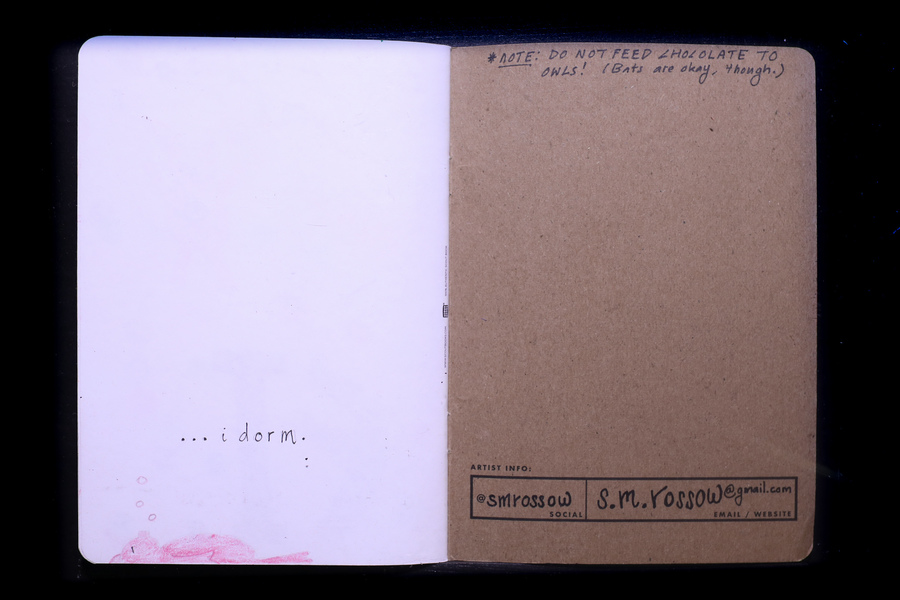 ... i dorm.
*NOTE: DO NOT FEED CHOCOLATE TO
OWLS! (Bats are okay, though.)
ARTIST INFO:
@smrossow
SOCIAL
s.m.rossow@gmail.com
EMAIL / WEBSITE